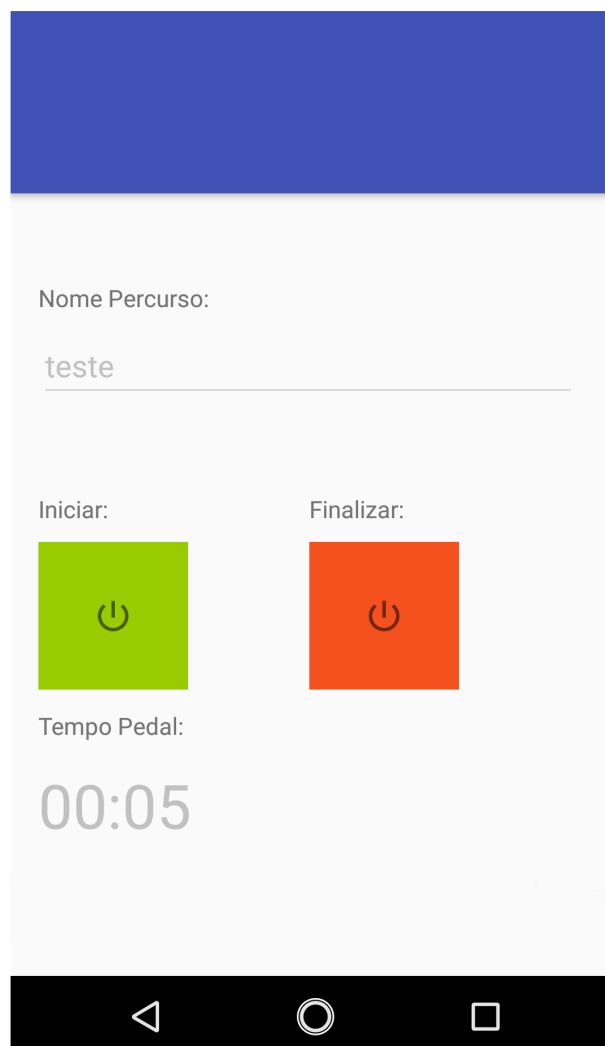 Nome Percurso:
teste
Iniciar:
Finalizar:
Tempo Pedal:
00:05